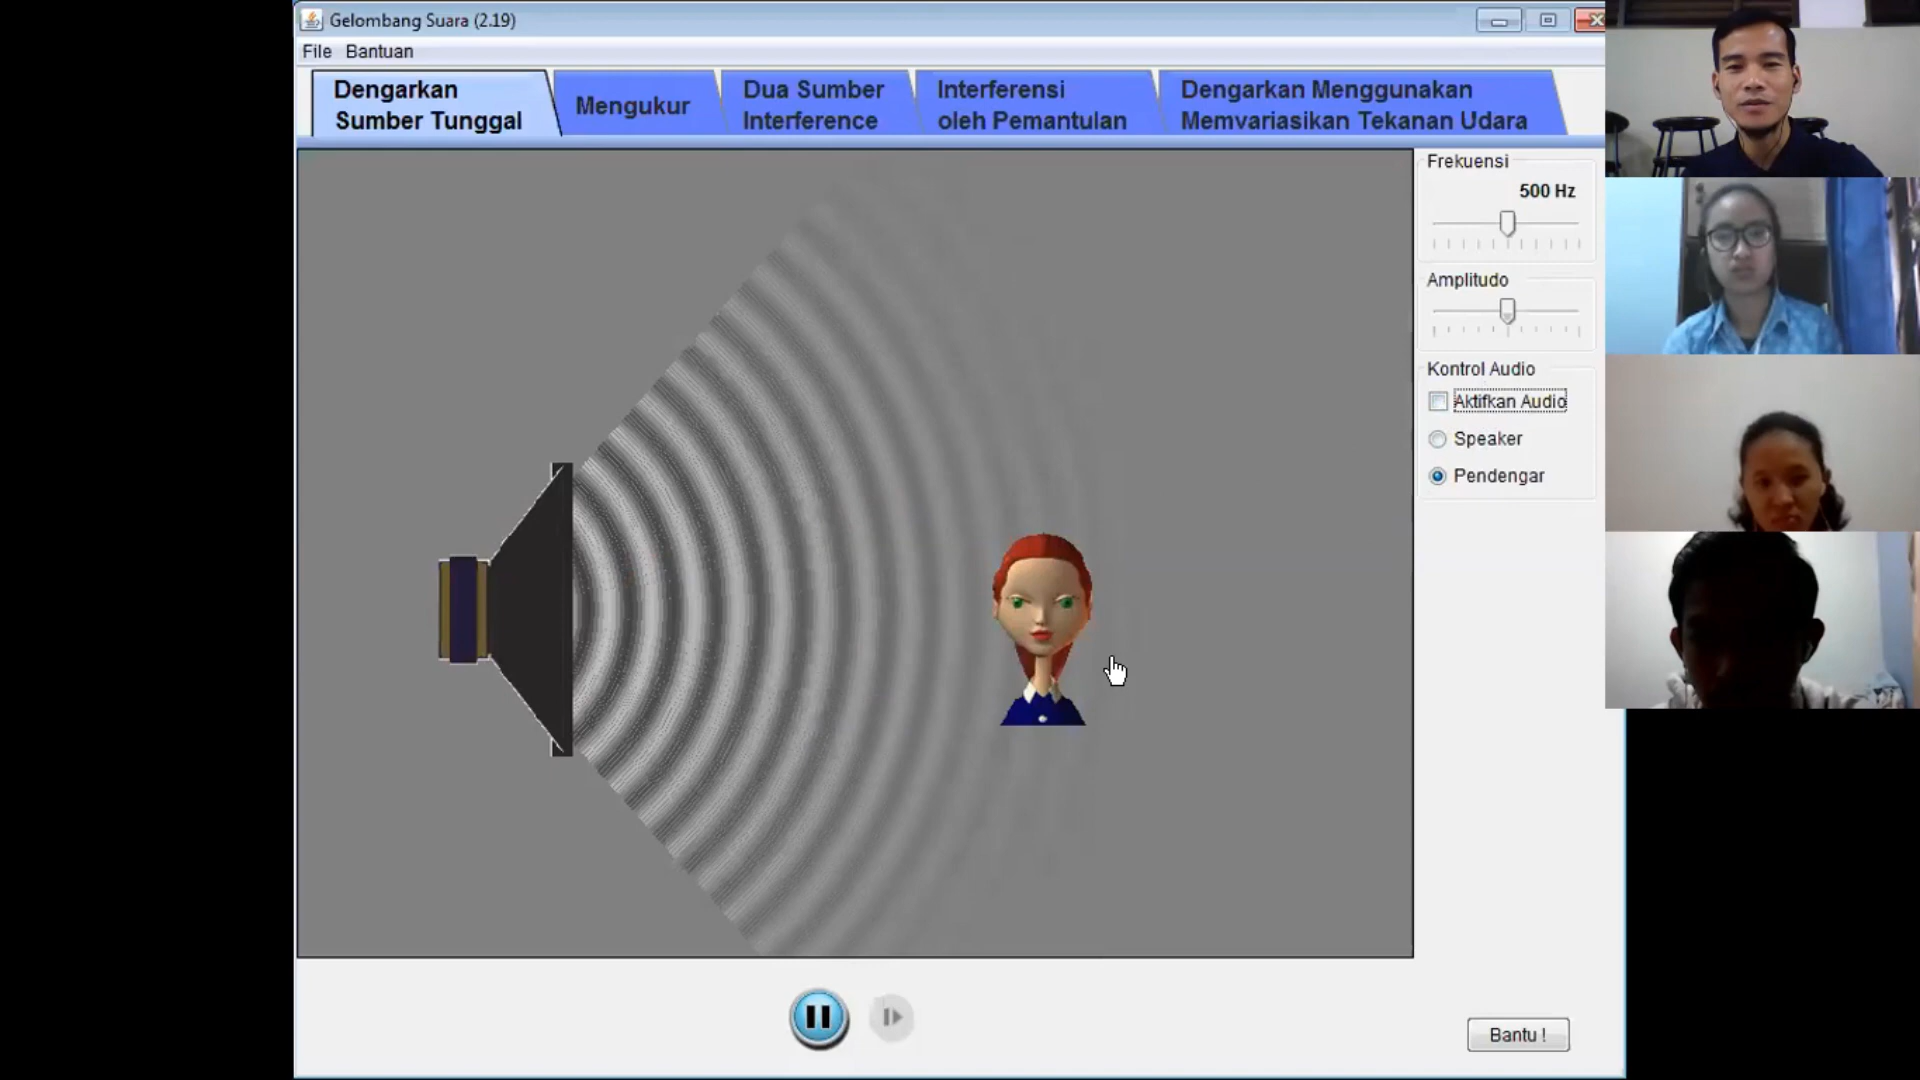 Gelombang Suara (2.19)
File Bantuan
Dengarkan
Sumber Tunggal
Mengukur
Dua Sumber
Interference
Interferensi
oleh Pemantulan
Dengarkan Menggunakan
Memvariasikan Tekanan Udara
Frekuensi
500 Hz
Amplitudo
Kontrol Audio
Aktifkan Audio
Speaker
Pendengar
Bantu !